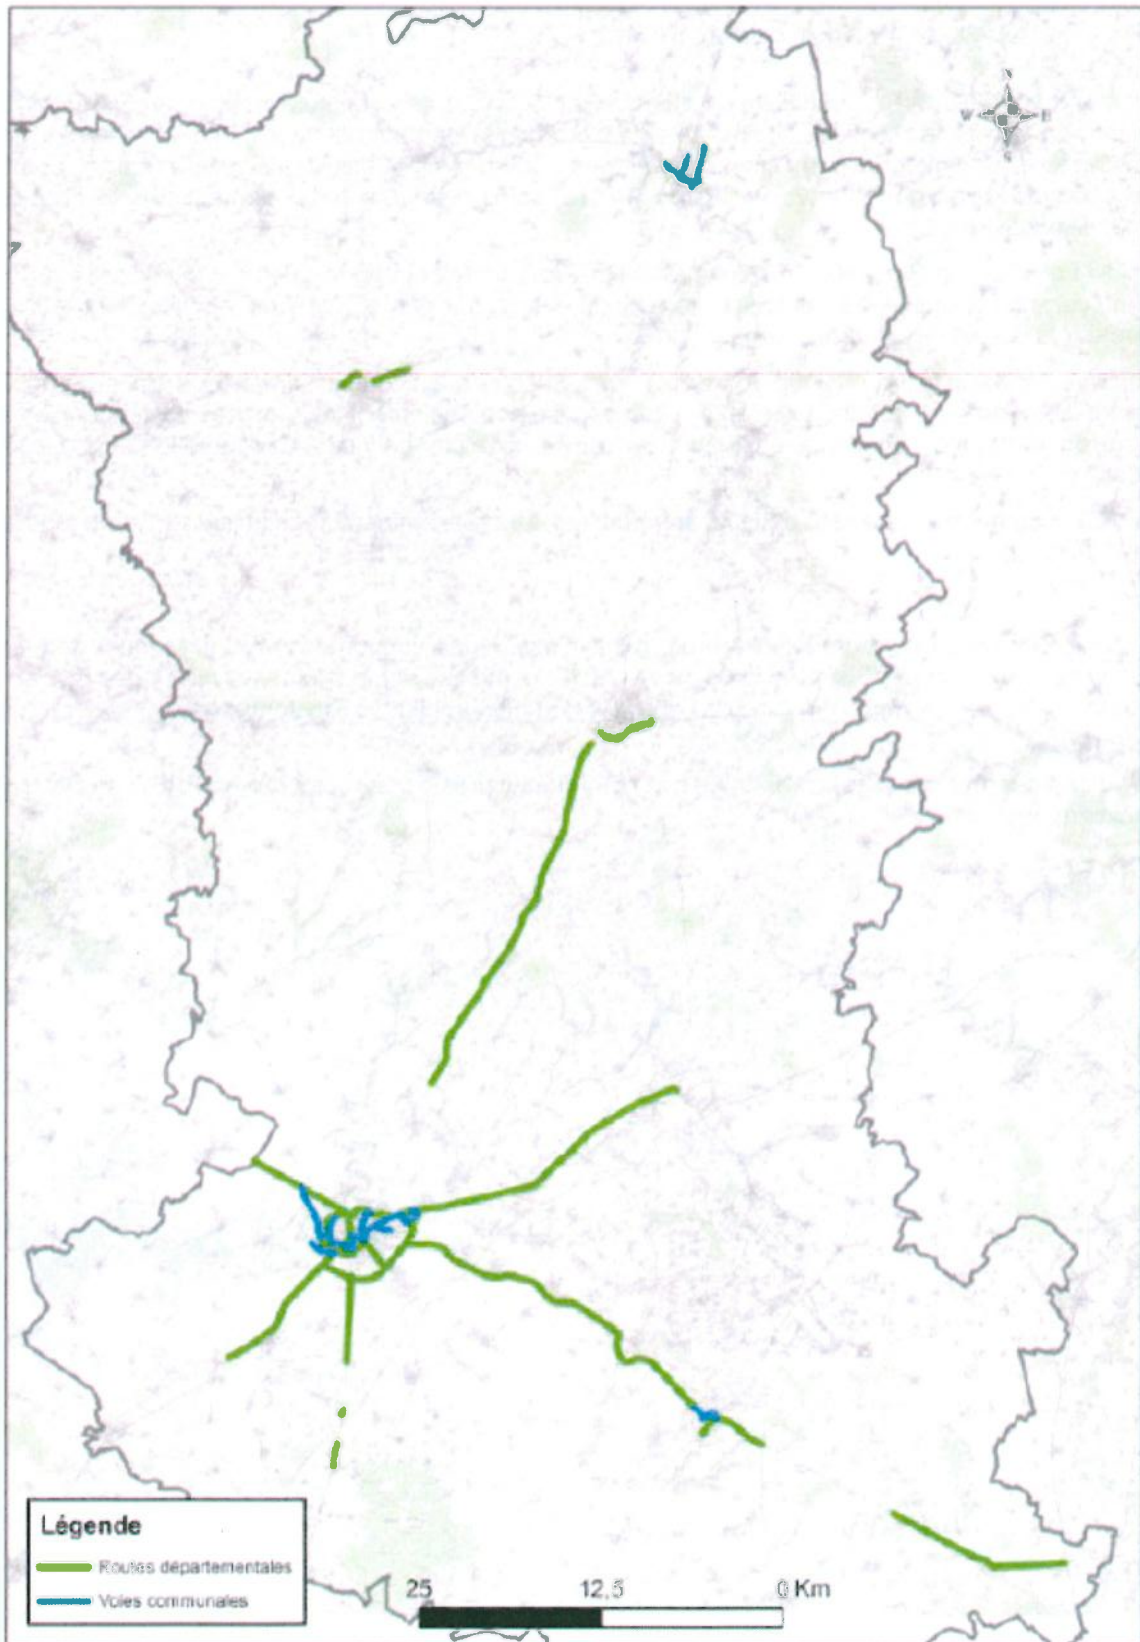 N
W E
S
Légende
Routes départementales
Voies communales
25 12,5 0 Km